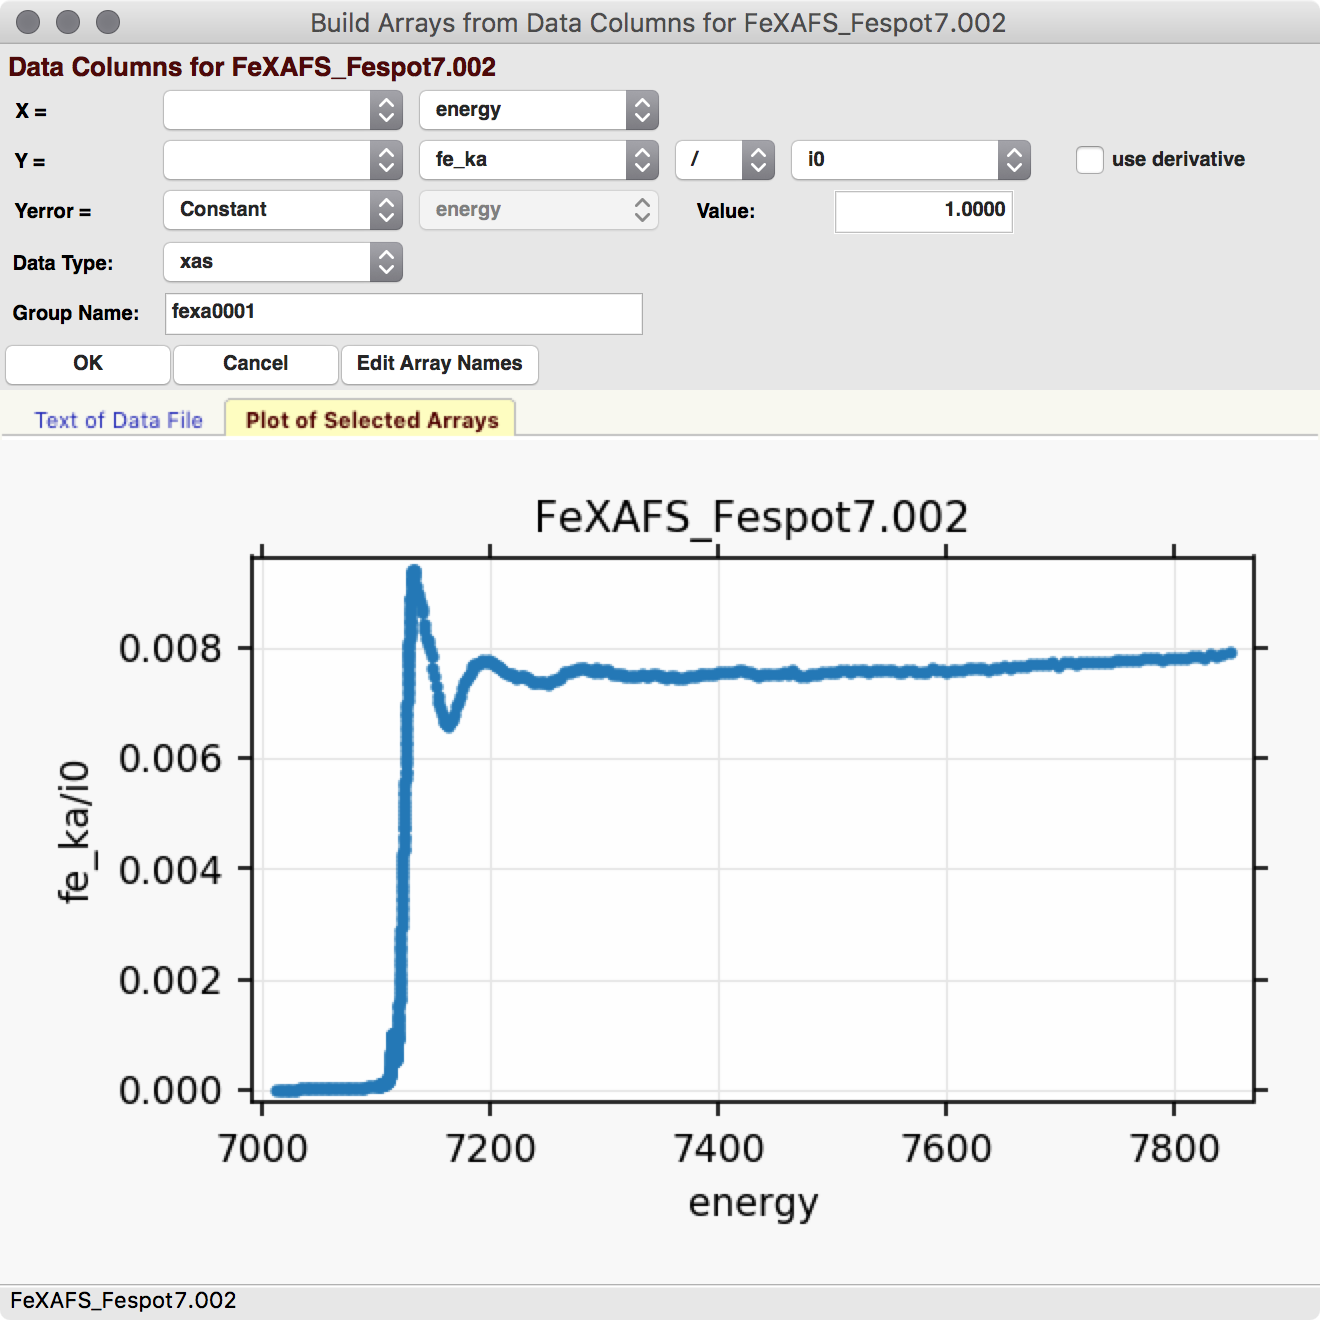 Build Arrays from Data Columns for FeXAFS_Fespot7.002
Data Columns for FeXAFS_Fespot7.002
X = energy
Y = fe_ka / i0 use derivative
Yerror = Constant energy Value: 1.0000
Data Type: xas
Group Name: fexa0001
OK Cancel Edit Array Names
Text of Data File Plot of Selected Arrays
FeXAFS_Fespot7.002
fe_ka/i0
0.008
0.006
0.004
0.002
0.000
7000 7200 7400 7600 7800
energy
FeXAFS_Fespot7.002